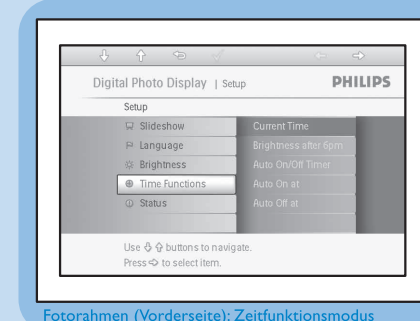 Digital Photo Display | Setup PHILIPS
Setup
Slideshow
Language
Brightness
Time Functions
Status
Current Time
Brightness after 6pm
Auto On/Off Timer
Auto On at
Auto Off at
Use buttons to navigate.
Press to select item.
Fotorahmen (Vorderseite): Zeitfunktionsmodus